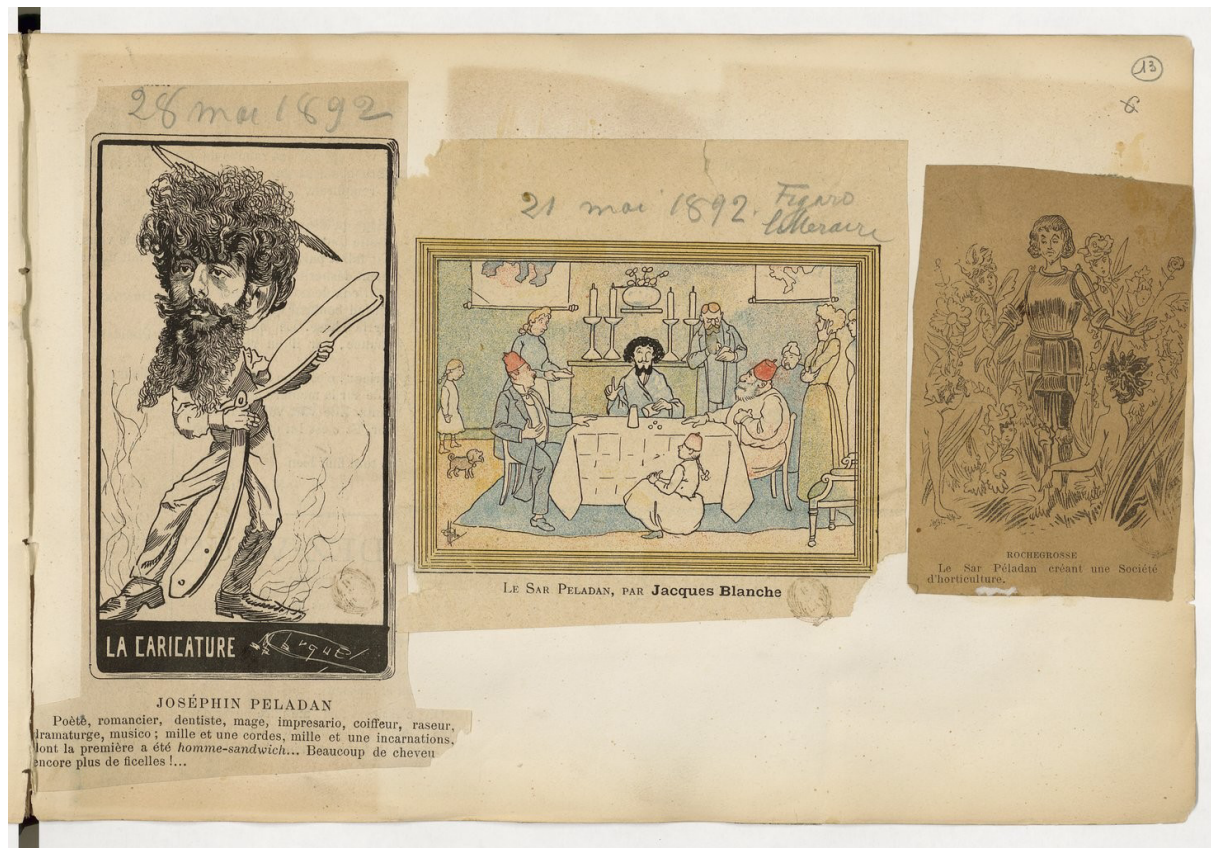 13
28 mai 1892
LA CARICATURE
JOSÉPHIN PELADAN
Poète, romancier, dentiste, mage, impresario, coiffeur, raseur,
dramaturge, musico ; mille et une cordes, mille et une incarnations,
dont la première a été homme-sandwich... Beaucoup de cheveu
encore plus de ficelles !...
21 mai 1892. Figaro
litteraire
LE SAR PELADAN, PAR Jacques Blanche
ROCHEGROSSE
Le Sar Péladan créant une Société
d'horticulture.